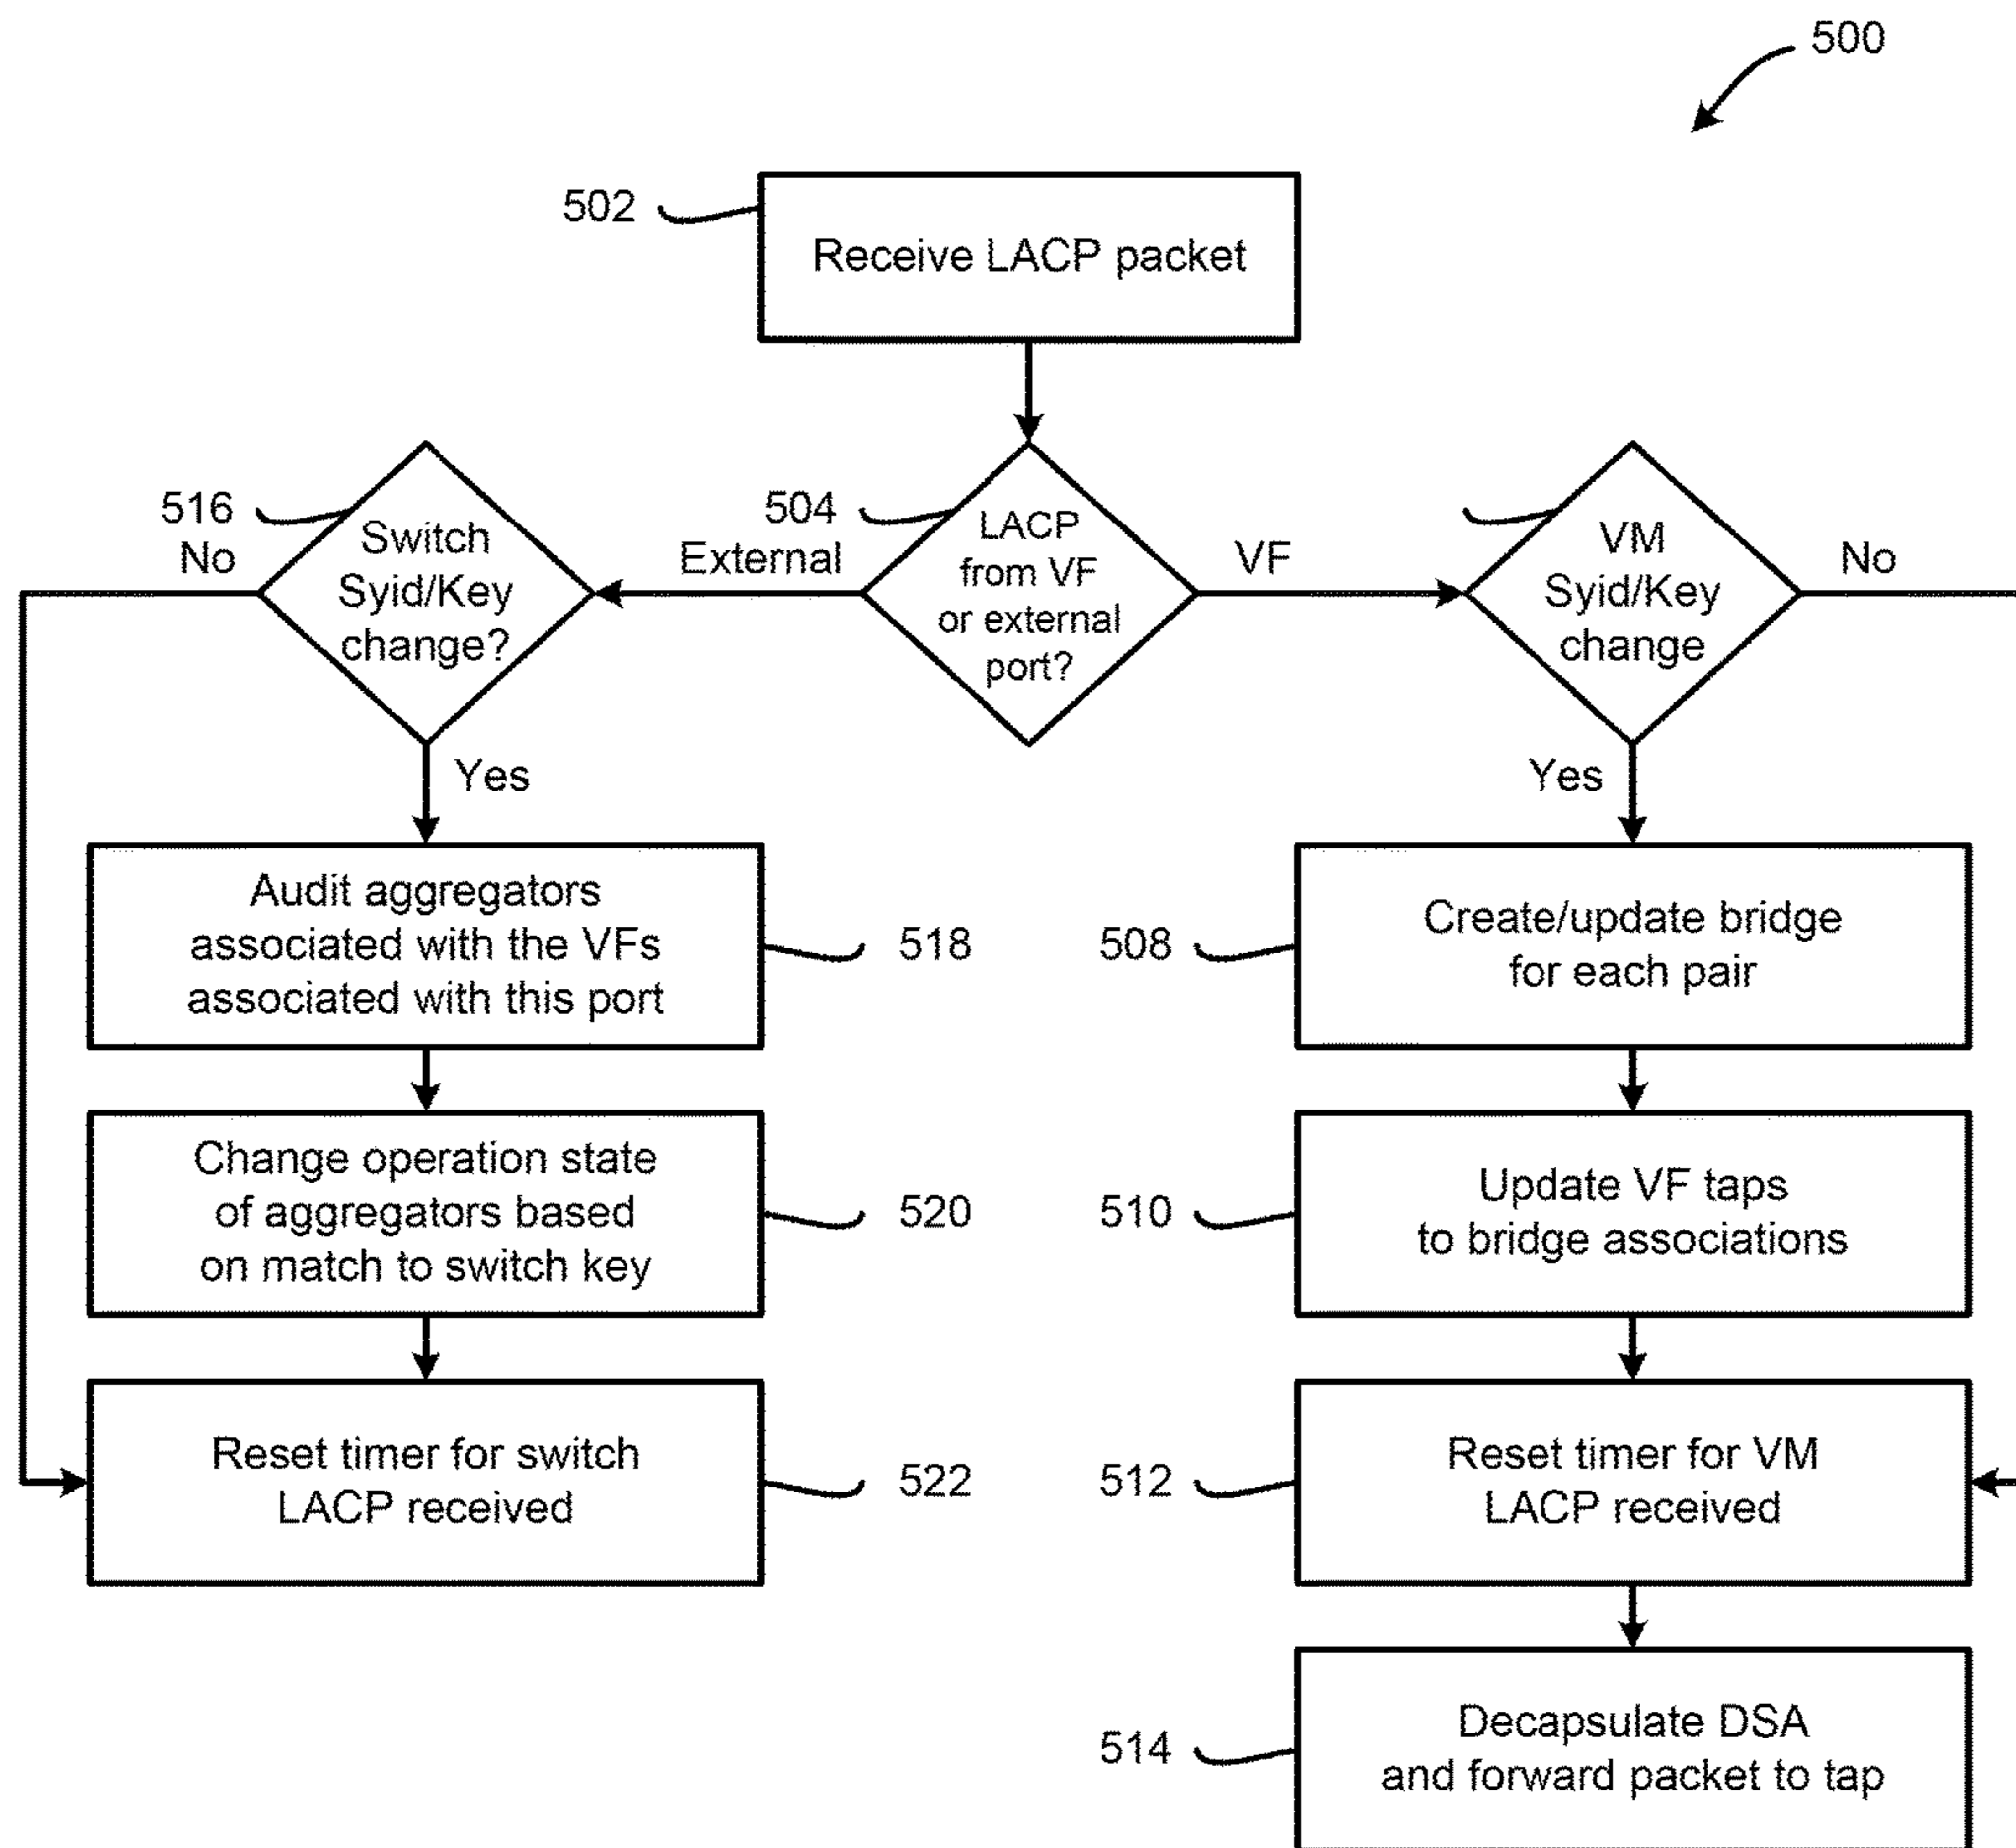 500
502
Receive LACP packet
516
No
Switch
Syid/Key
change?
504
External
LACP
from VF
or external
port?
VF
VM
Syid/Key
change
No
Yes
Yes
Audit aggregators
associated with the VFs
associated with this port
518
508
Create/update bridge
for each pair
Change operation state
of aggregators based
on match to switch key
520
510
Update VF taps
to bridge associations
Reset timer for switch
LACP received
522
512
Reset timer for VM
LACP received
514
Decapsulate DSA
and forward packet to tap